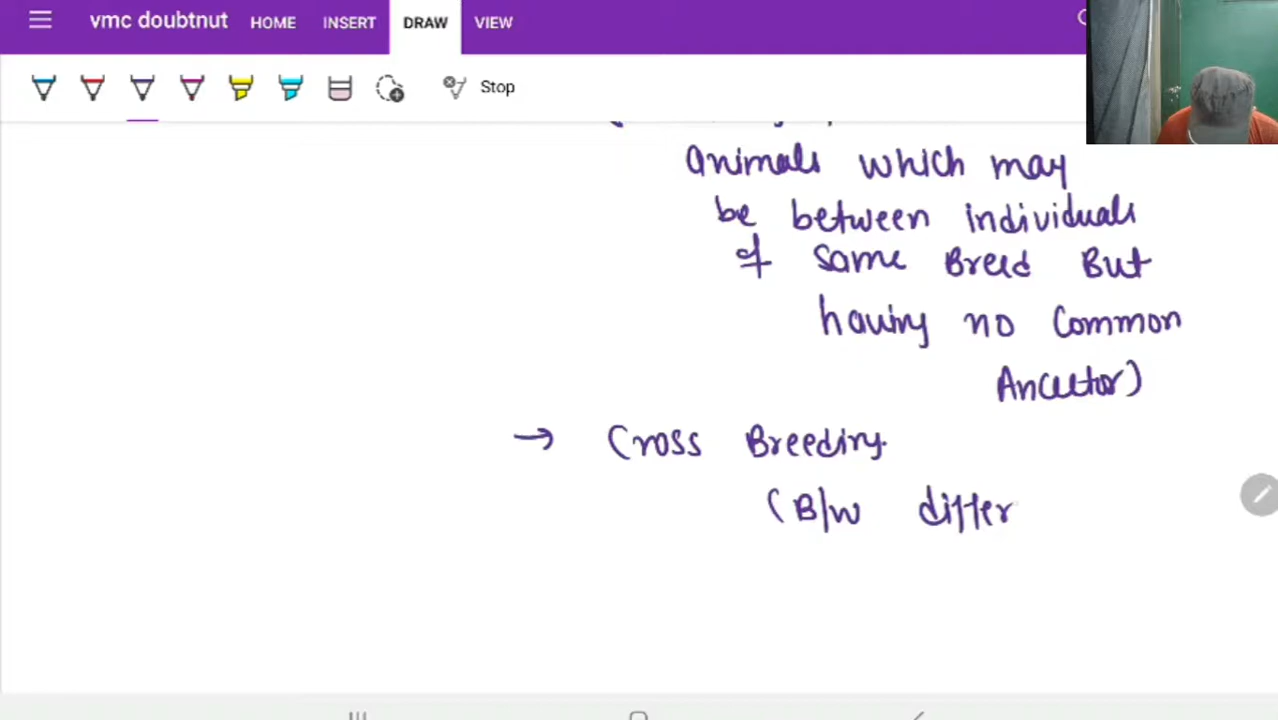 vmc doubtnut HOME INSERT DRAW VIEW
Stop
Animals which may
be between individuals
of Same Breed But
having no Common
Ancestor)
→ Cross Breeding
(B/w differ